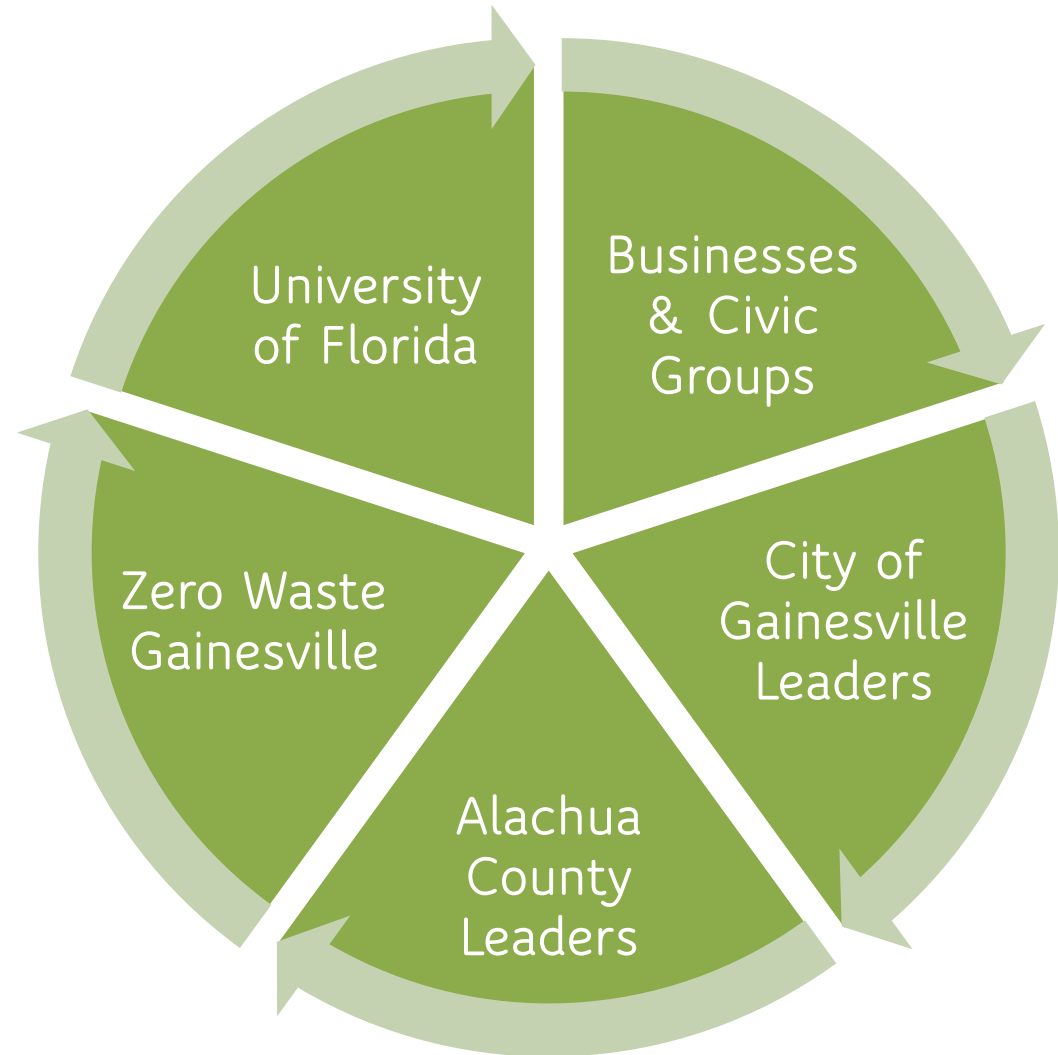 University
of Florida
Businesses
& Civic
Groups
City of
Gainesville
Leaders
Alachua
County
Leaders
Zero Waste
Gainesville